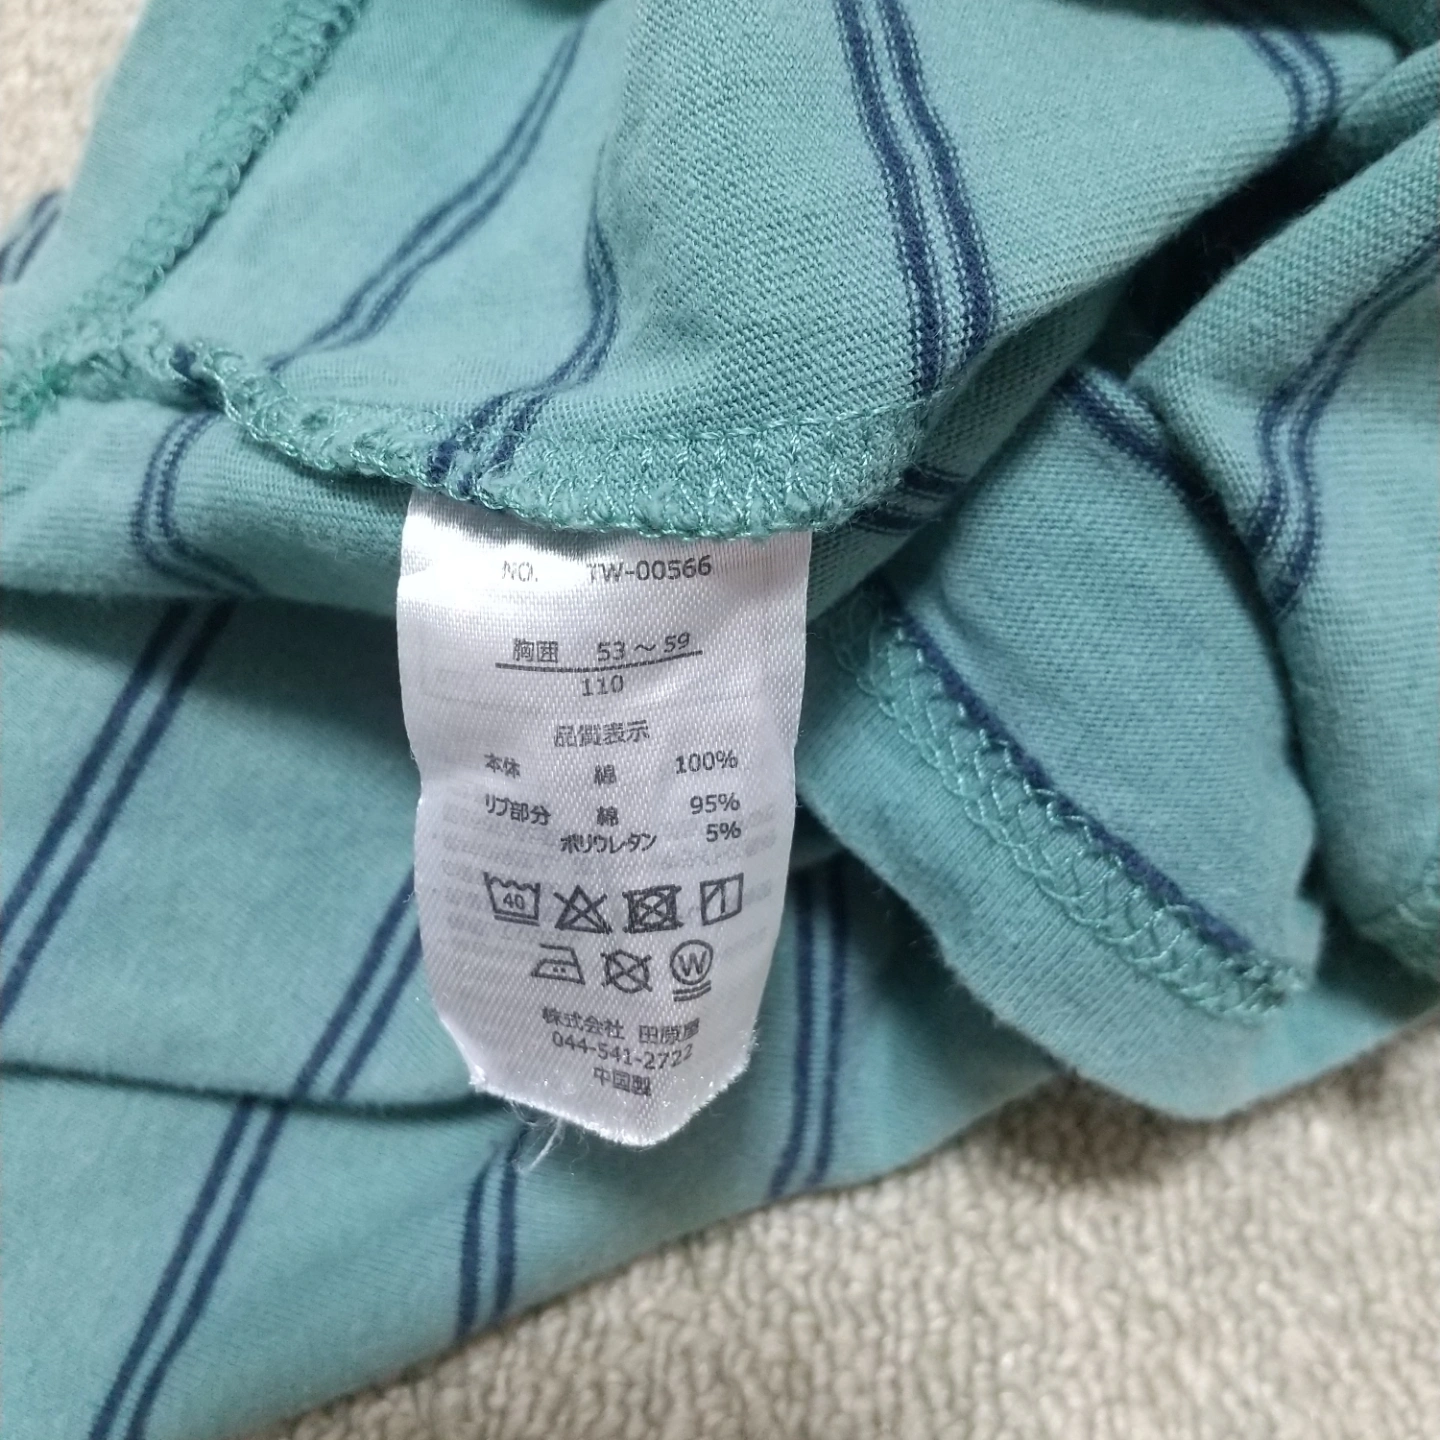 NO. TW-00566
胸囲 53～59
110
品質表示
本体 綿 100%
リブ部分 綿 95%
ポリウレタン 5%
40
W
株式会社 田原屋
044-541-2722
中国製